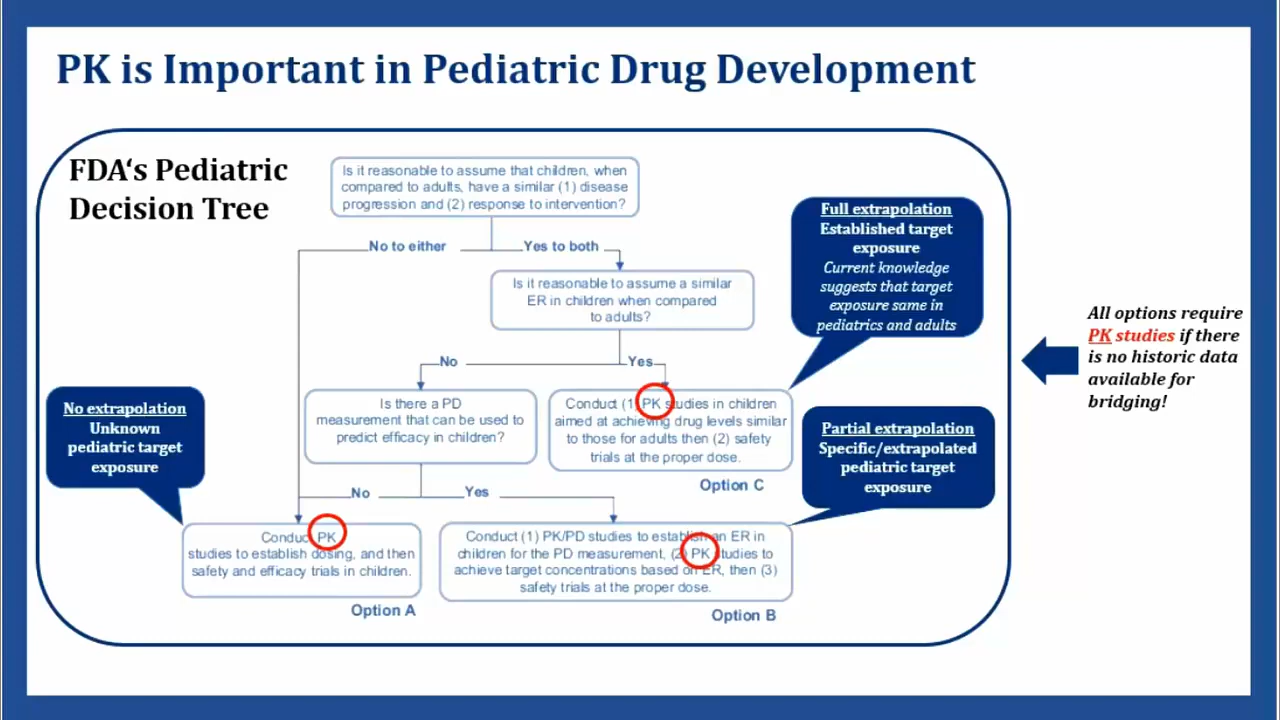 PK is Important in Pediatric Drug Development
FDA‘s Pediatric
Decision Tree
Is it reasonable to assume that children, when
compared to adults, have a similar (1) disease
progression and (2) response to intervention?
No to either
Yes to both
Is it reasonable to assume a similar
ER in children when compared
to adults?
No
Yes
Is there a PD
measurement that can be used to
predict efficacy in children?
Conduct (1) PK studies in children
aimed at achieving drug levels similar
to those for adults then (2) safety
trials at the proper dose.
Option C
No
Yes
Conduct PK
studies to establish dosing, and then
safety and efficacy trials in children.
Option A
Conduct (1) PK/PD studies to establish an ER in
children for the PD measurement, (2) PK studies to
achieve target concentrations based on ER, then (3)
safety trials at the proper dose.
Option B
No extrapolation
Unknown
pediatric target
exposure
Full extrapolation
Established target
exposure
Current knowledge
suggests that target
exposure same in
pediatrics and adults
Partial extrapolation
Specific/extrapolated
pediatric target
exposure
All options require
PK studies if there
is no historic data
available for
bridging!